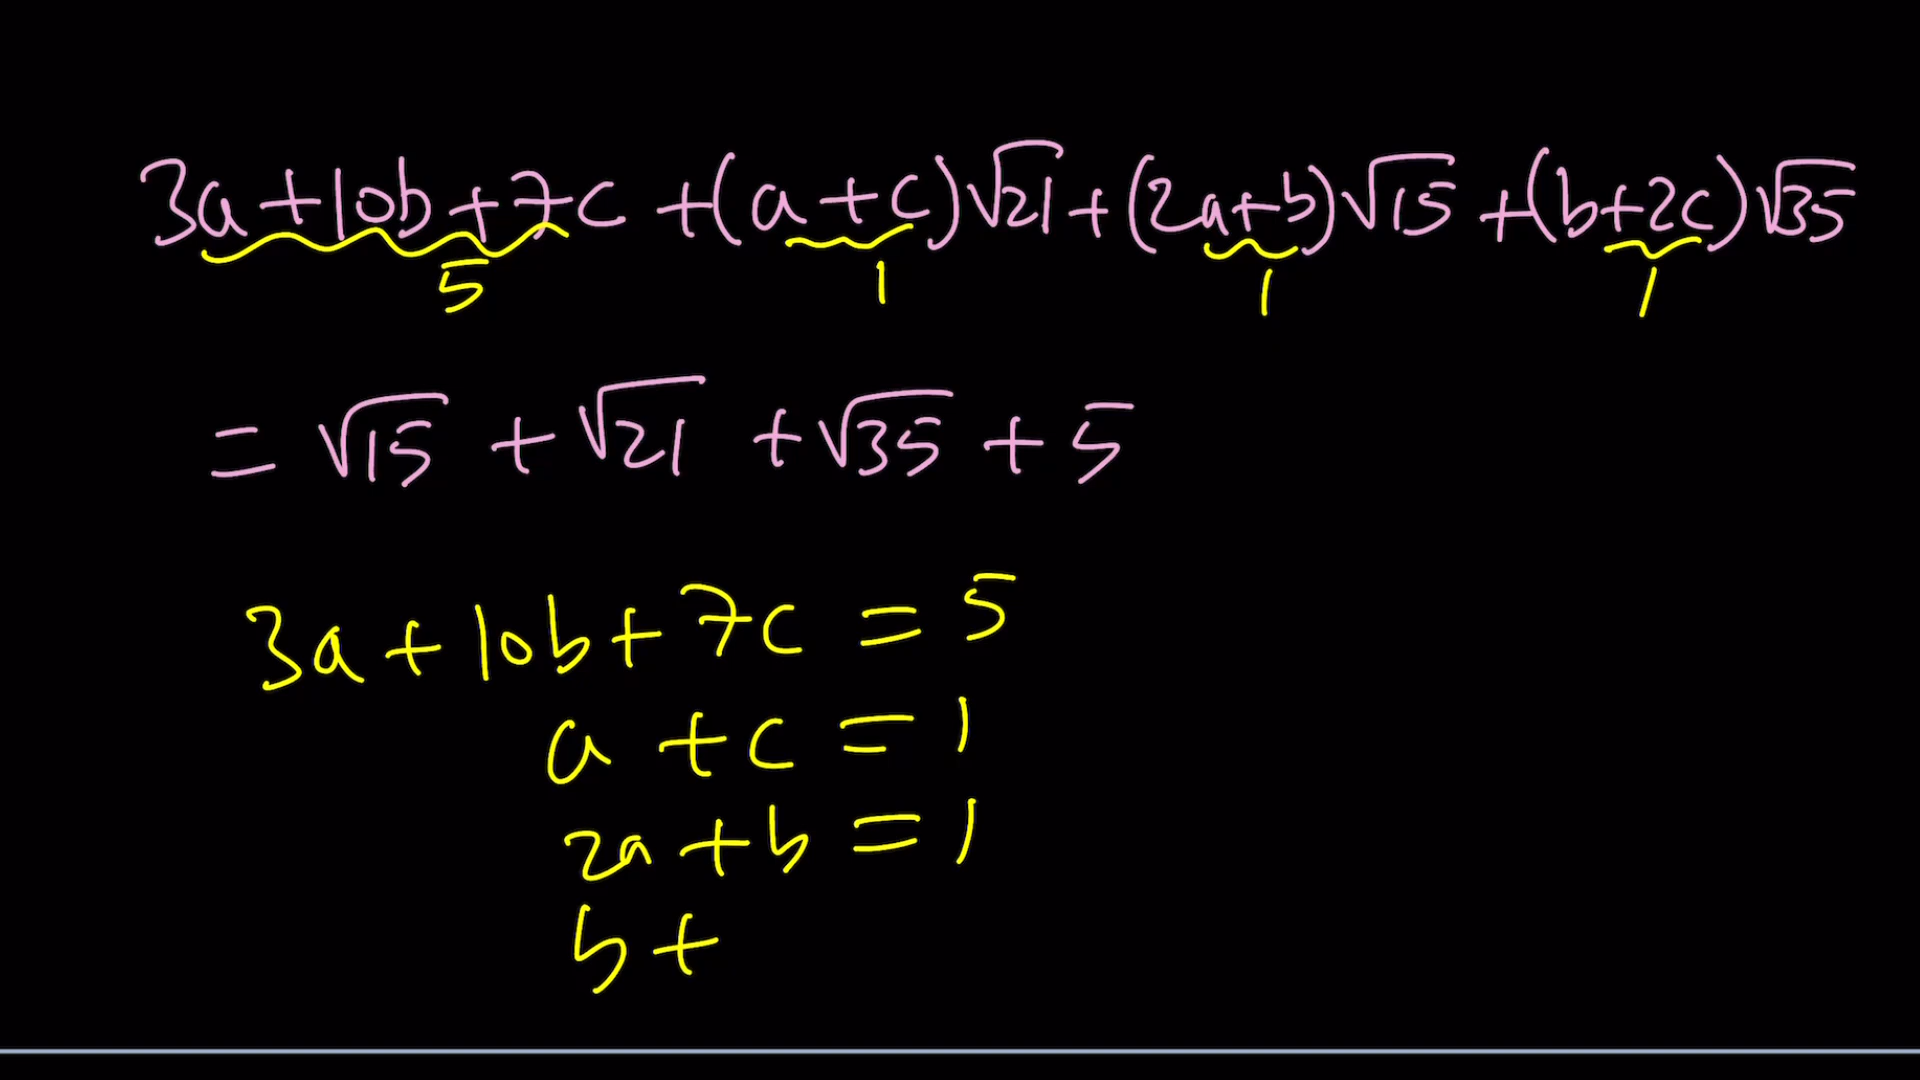 3a+10b+7c+(a+c)√21+(2a+b)√15+(b+2c)√35
5 1 1 1
=√15+√21+√35+5
3a+10b+7c=5
a+c=1
2a+b=1
b+